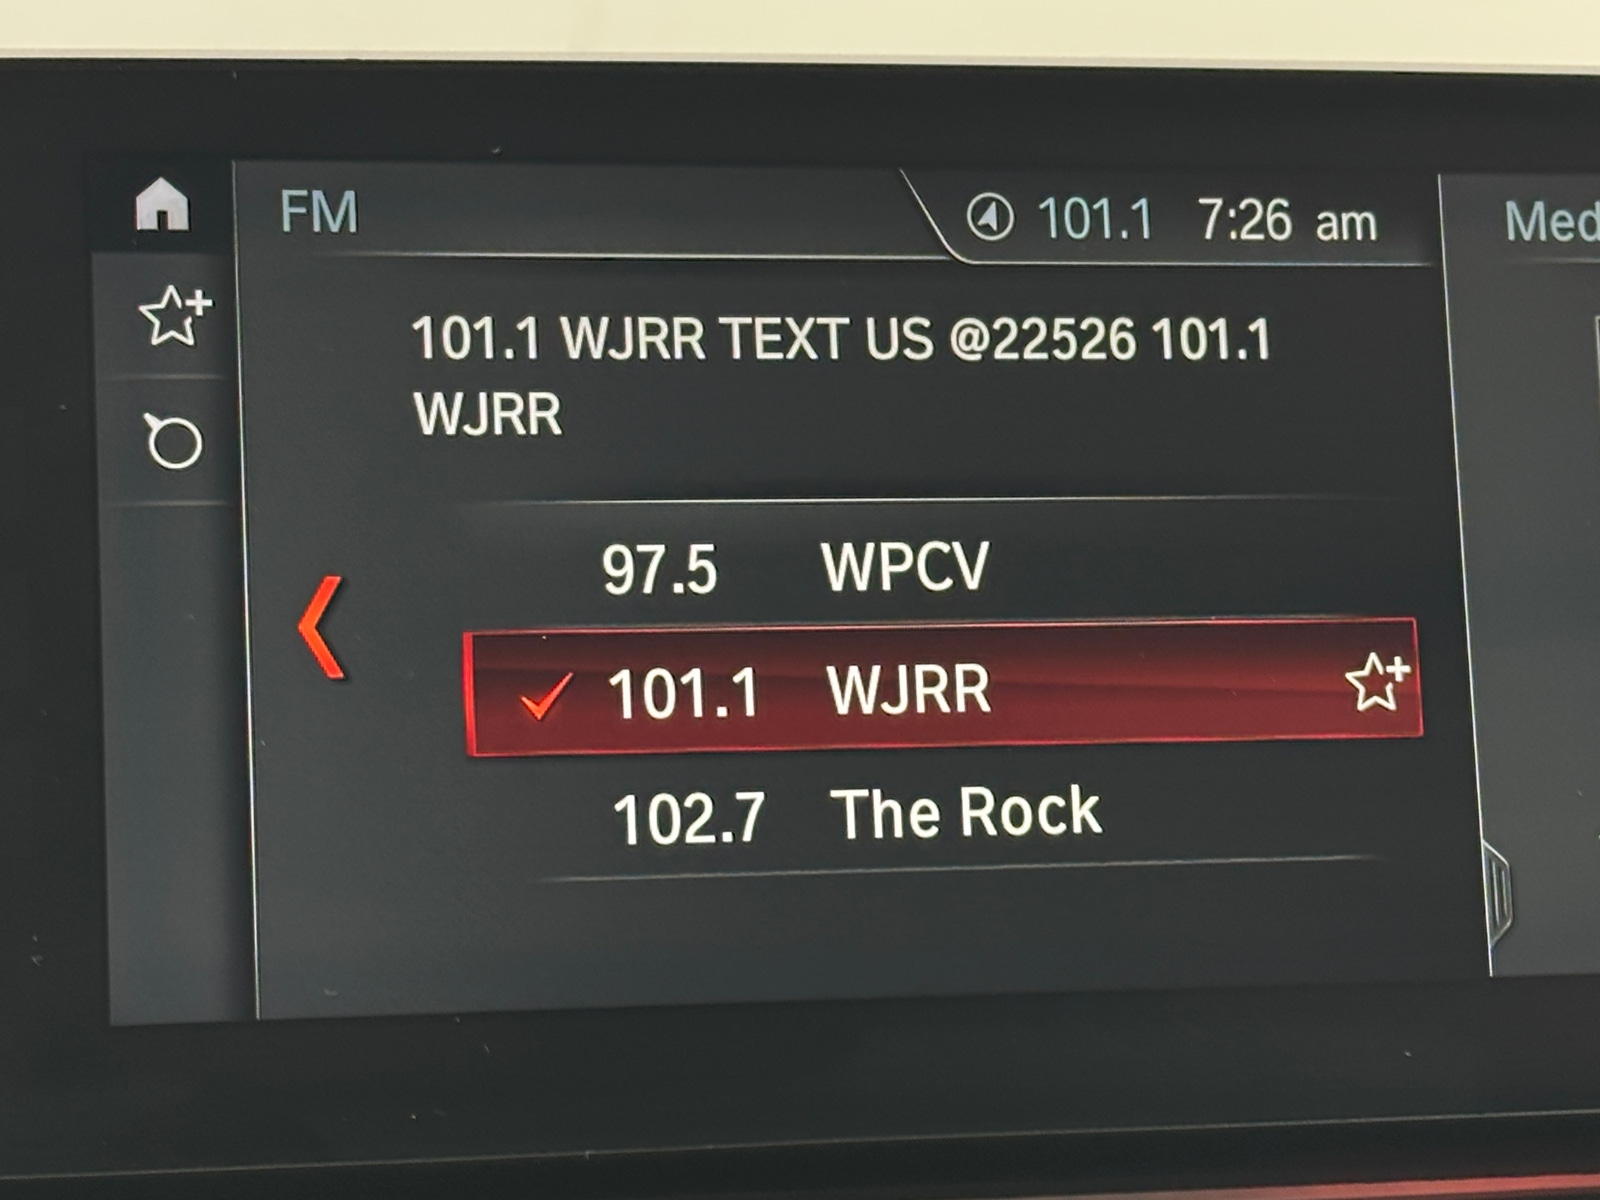 FM
101.1 7:26 am
Med
101.1 WJRR TEXT US @22526 101.1
WJRR
97.5 WPCV
101.1 WJRR
102.7 The Rock